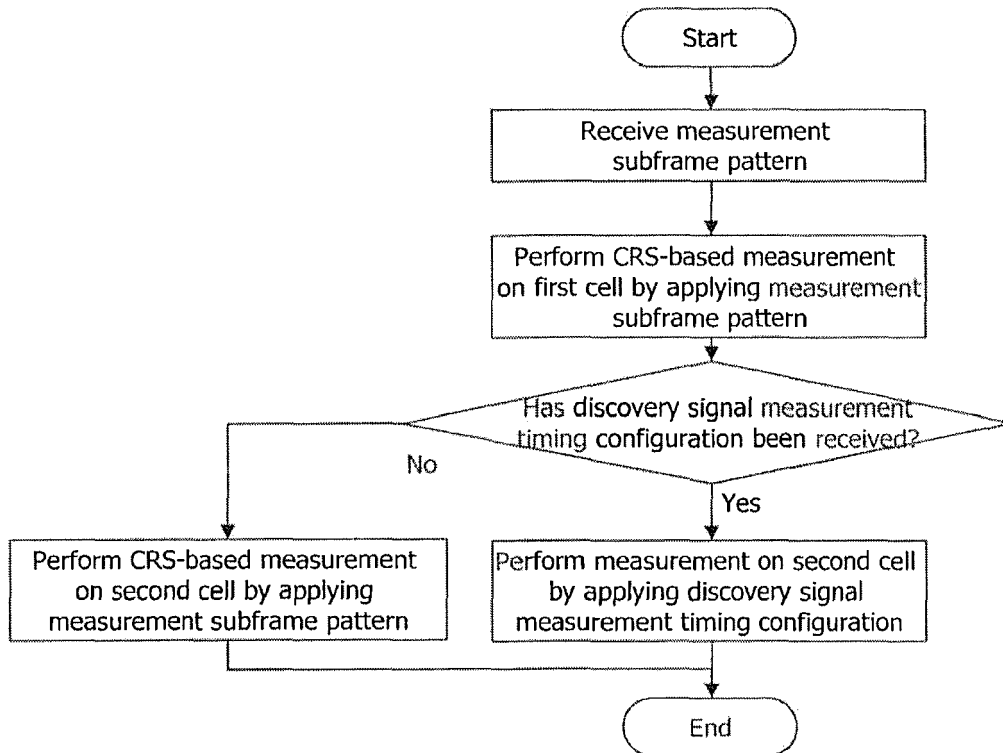 Start
Receive measurement
subframe pattern
Perform CRS-based measurement
on first cell by applying measurement
subframe pattern
Has discovery signal measurement
timing configuration been received?
No
Yes
Perform CRS-based measurement
on second cell by applying
measurement subframe pattern
Perform measurement on second cell
by applying discovery signal
measurement timing configuration
End